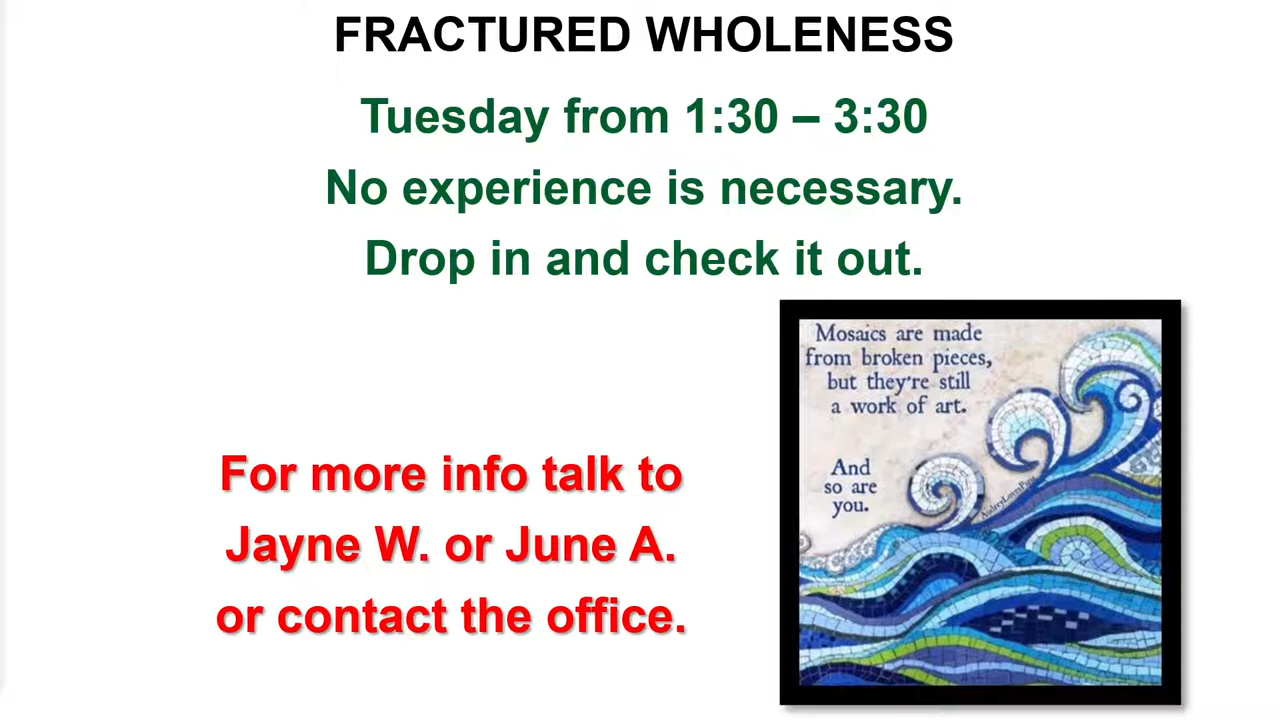 FRACTURED WHOLENESS
Tuesday from 1:30 – 3:30
No experience is necessary.
Drop in and check it out.
Mosaics are made
from broken pieces,
but they're still
a work of art.
And
so are
you.
AudreyLovesParis
For more info talk to
Jayne W. or June A.
or contact the office.